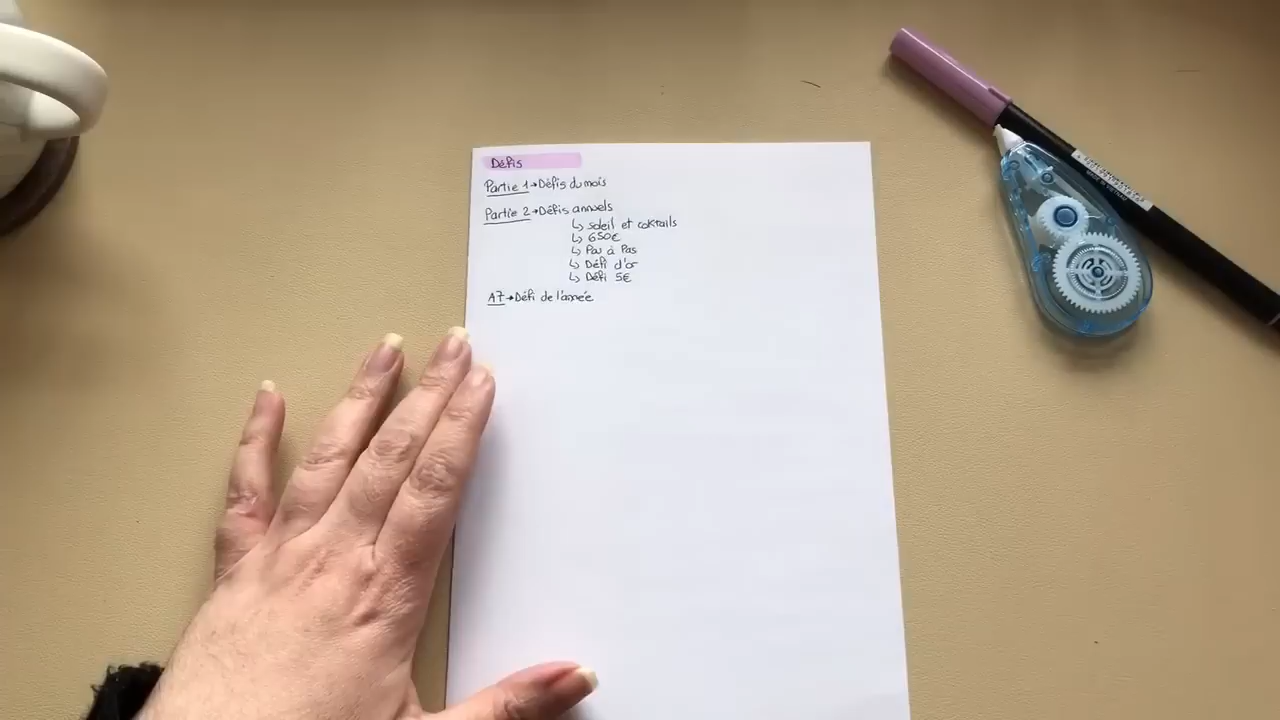 Défis
Partie 1→Défis du mois
Partie 2→Défis annuels
↳ soleil et coktails
↳ 650€
↳ Pas à Pas
↳ Défi d'or
↳ Défi 5€
A7→Défi de l'année